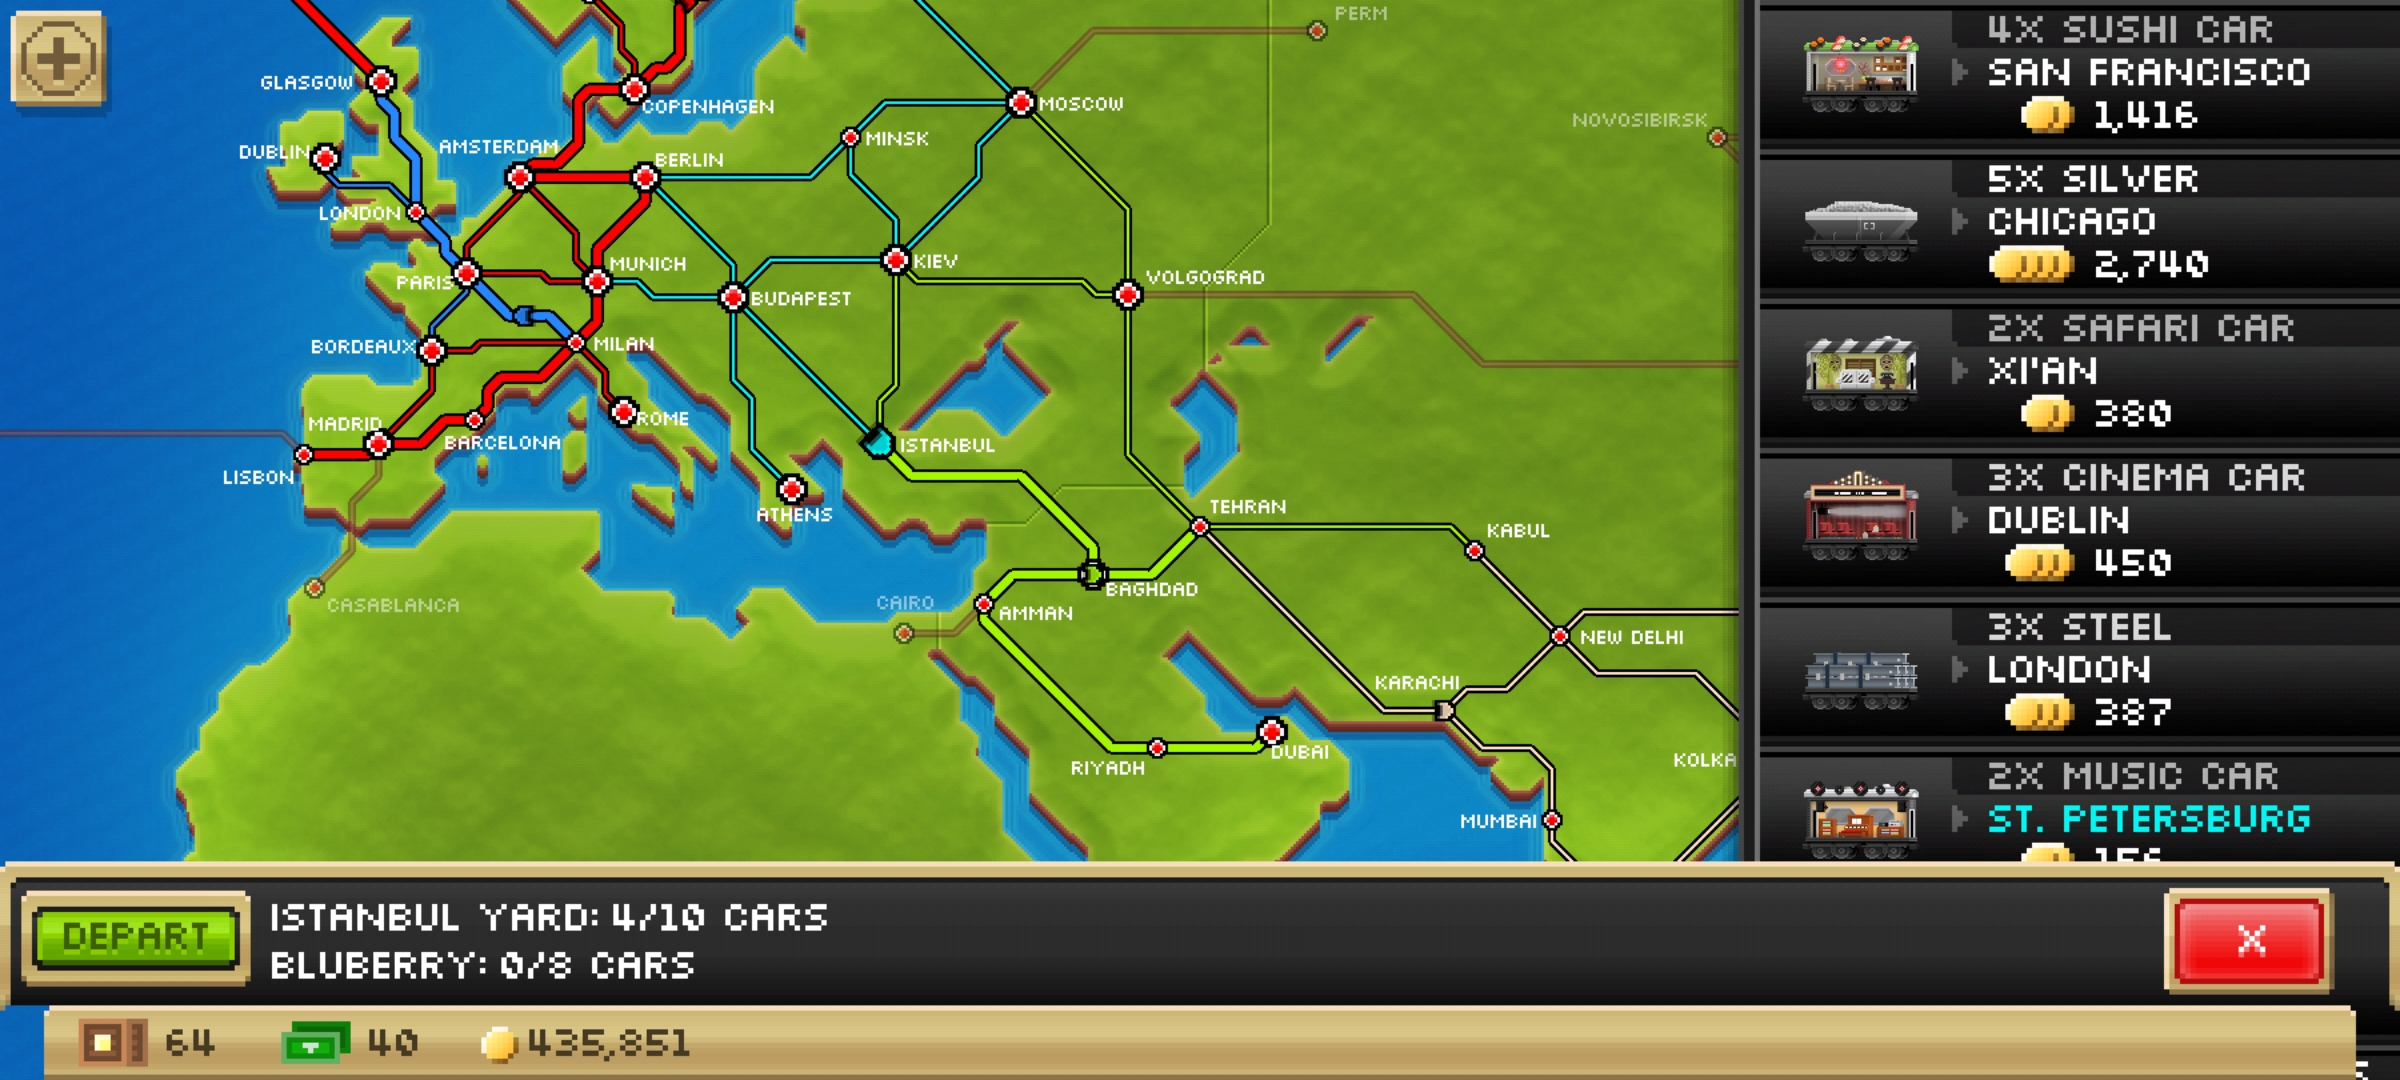 PERM
GLASGOW
COPENHAGEN
MOSCOW
NOVOSIBIRSK
DUBLIN
AMSTERDAM
BERLIN
MINSK
LONDON
PARIS
MUNICH
BUDAPEST
KIEV
VOLGOGRAD
BORDEAUX
MILAN
MADRID
BARCELONA
ROME
ISTANBUL
LISBON
ATHENS
TEHRAN
KABUL
CASABLANCA
CAIRO
AMMAN
BAGHDAD
NEW DELHI
KARACHI
RIYADH
DUBAI
KOLKA
MUMBAI
4X SUSHI CAR
SAN FRANCISCO
1,416
5X SILVER
CHICAGO
2,740
2X SAFARI CAR
XI'AN
380
3X CINEMA CAR
DUBLIN
450
3X STEEL
LONDON
387
2X MUSIC CAR
ST. PETERSBURG
DEPART
ISTANBUL YARD: 4/10 CARS
BLUBERRY: 0/8 CARS
X
64
40
435,851